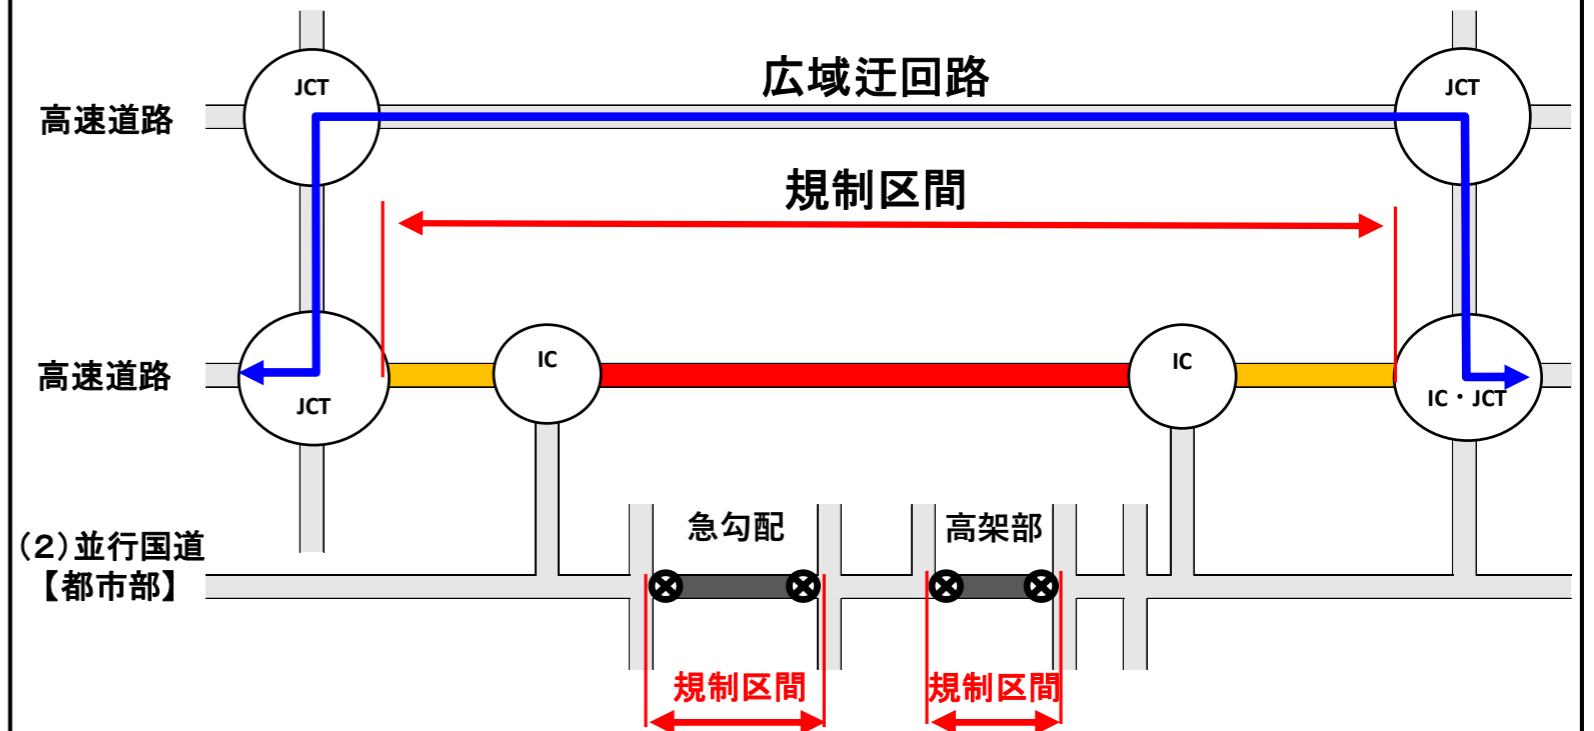 広域迂回路
JCT
JCT
高速道路
規制区間
高速道路
IC
IC
JCT
IC・JCT
急勾配
高架部
(2)並行国道
【都市部】
規制区間
規制区間